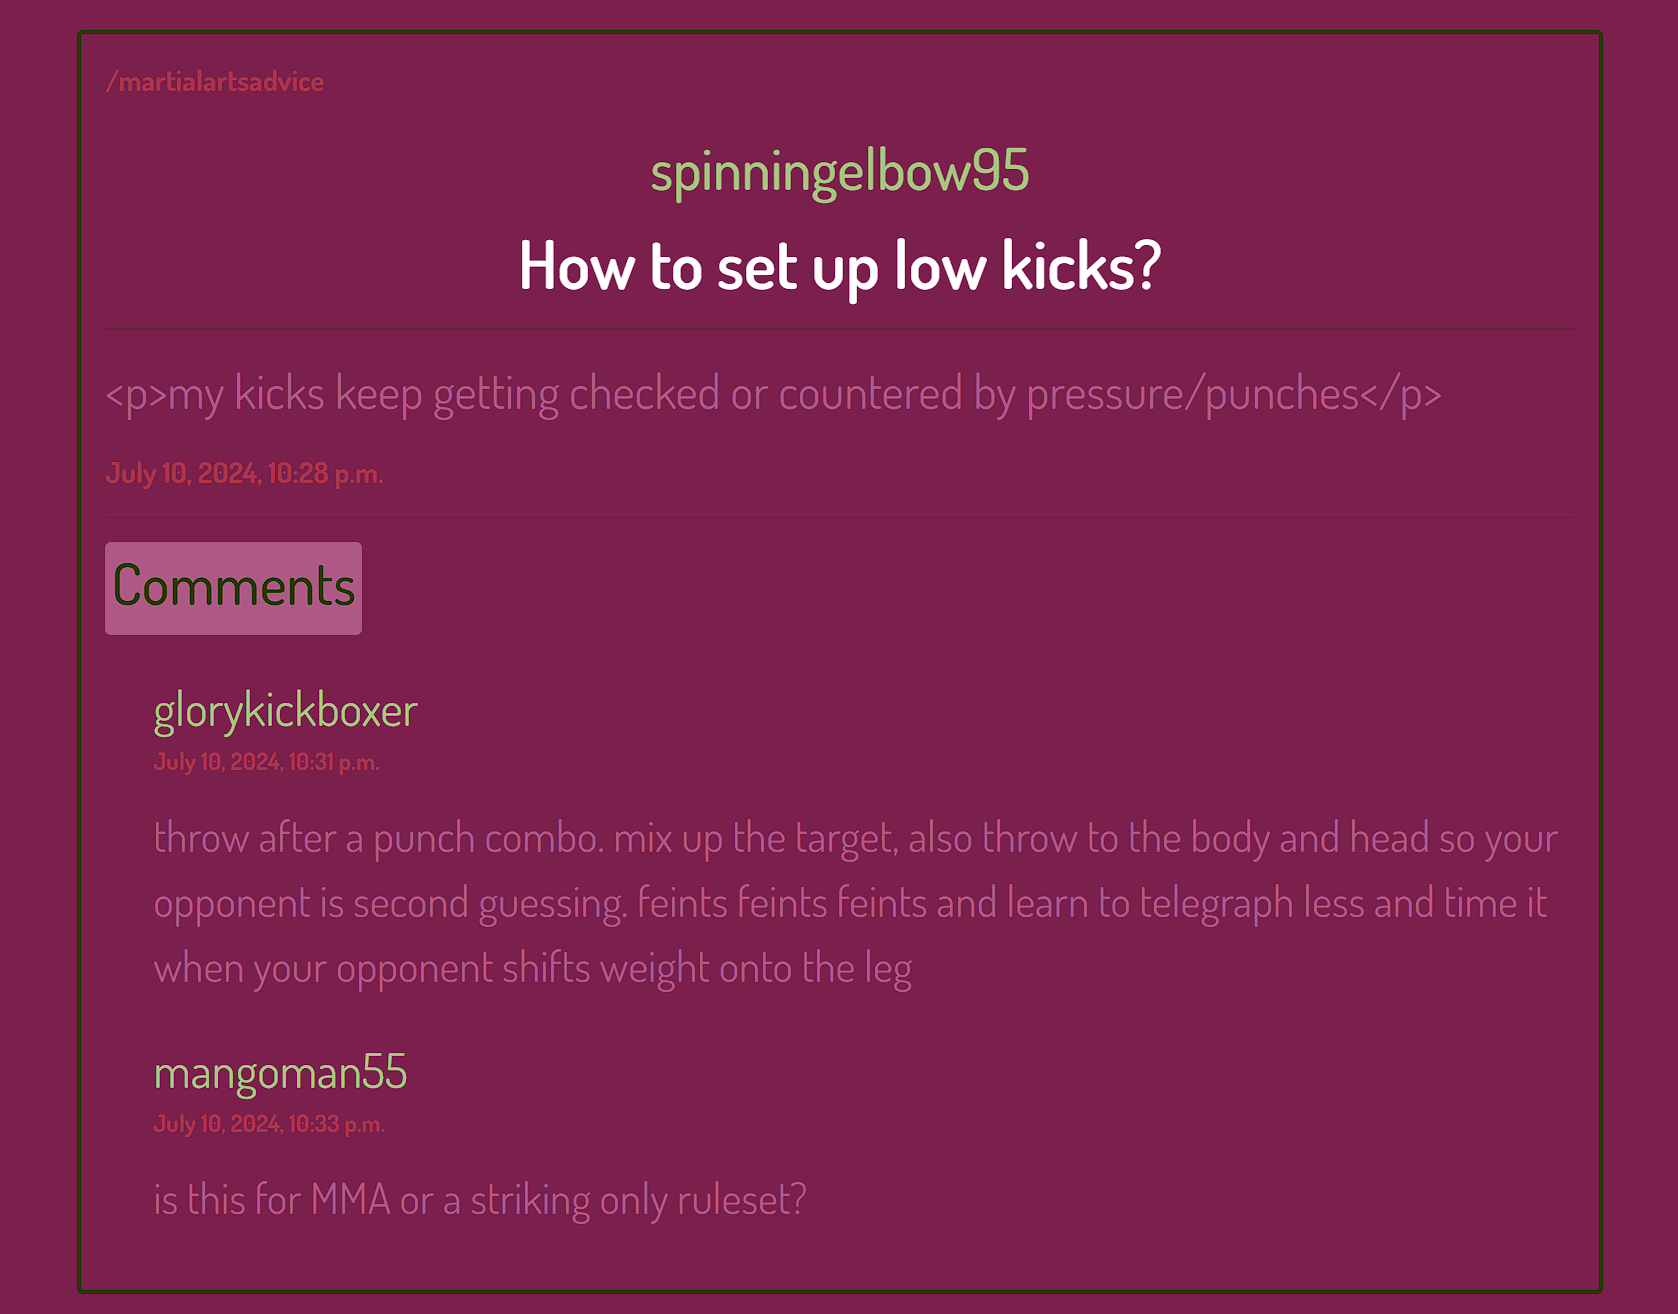 /martialartsadvice
spinningelbow95
How to set up low kicks?
<p>my kicks keep getting checked or countered by pressure/punches</p>
July 10, 2024, 10:28 p.m.
Comments
glorykickboxer
July 10, 2024, 10:31 p.m.
throw after a punch combo. mix up the target, also throw to the body and head so your
opponent is second guessing. feints feints feints and learn to telegraph less and time it
when your opponent shifts weight onto the leg
mangoman55
July 10, 2024, 10:33 p.m.
is this for MMA or a striking only ruleset?